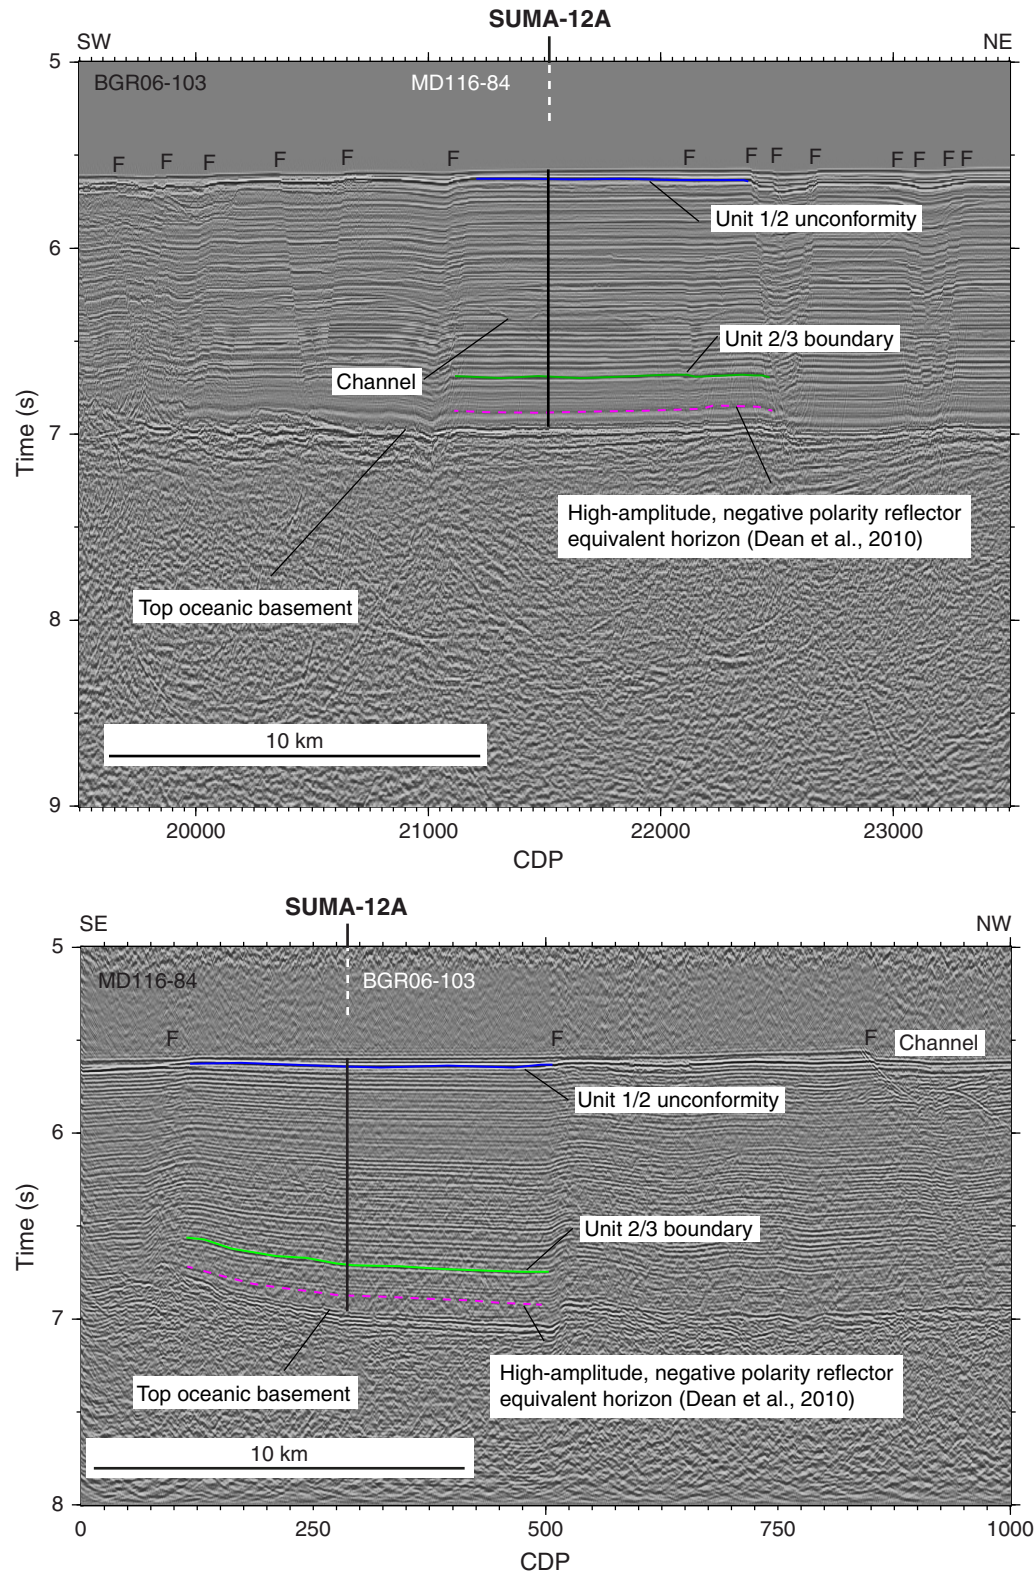 SUMA-12A
SW
NE
5
BGR06-103
MD116-84
F F F F F F F F F F F F F F
Unit 1/2 unconformity
6
Unit 2/3 boundary
Channel
7
Time (s)
High-amplitude, negative polarity reflector
equivalent horizon (Dean et al., 2010)
Top oceanic basement
8
10 km
9
20000 21000 22000 23000
CDP
SUMA-12A
SE
NW
5
MD116-84
BGR06-103
F F F
Channel
Unit 1/2 unconformity
6
Time (s)
Unit 2/3 boundary
7
High-amplitude, negative polarity reflector
equivalent horizon (Dean et al., 2010)
Top oceanic basement
10 km
8
0 250 500 750 1000
CDP